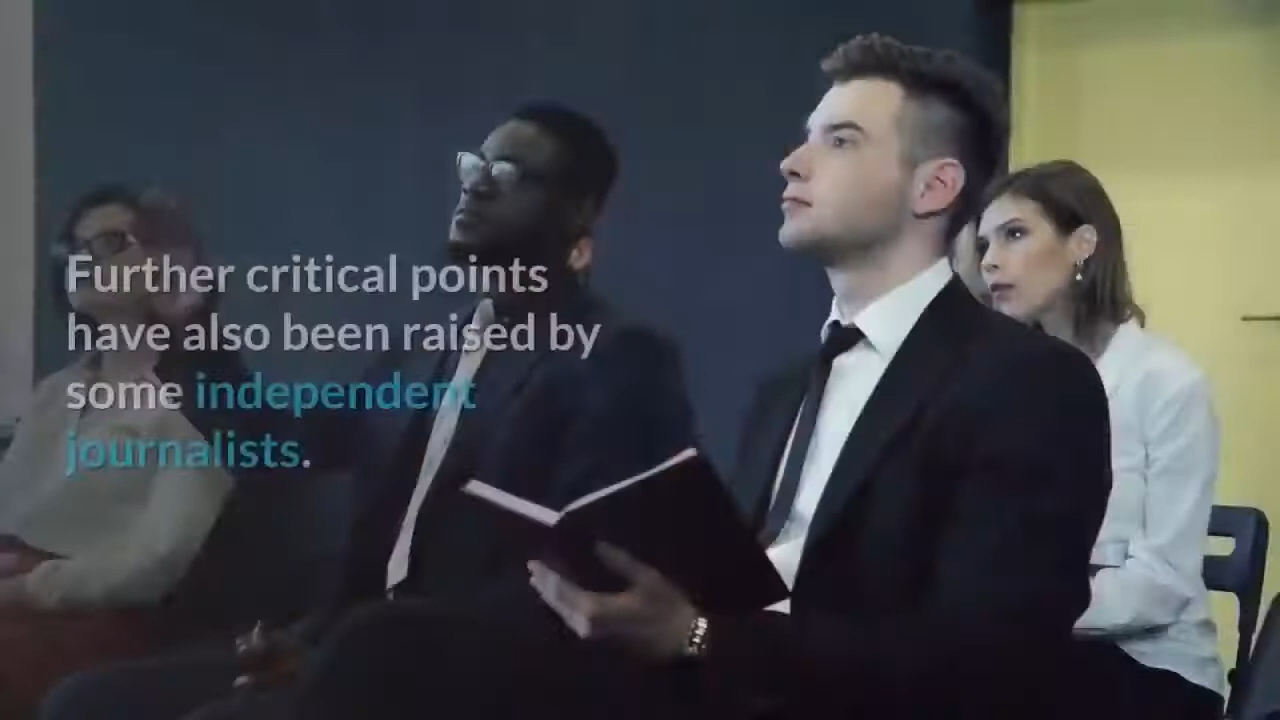 Further critical points
have also been raised by
some independent
journalists.